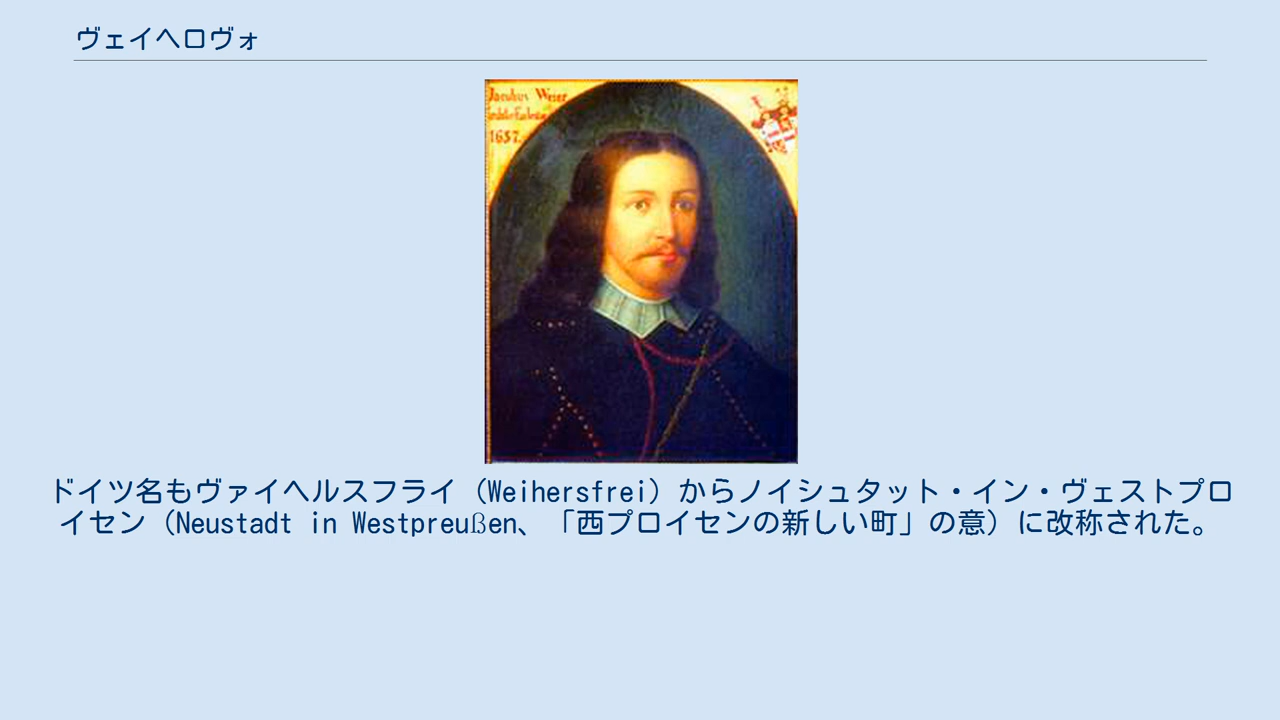 ヴェイヘロヴォ
Jacobus Weier
1657.
ドイツ名もヴァイヘルスフライ（Weihersfrei）からノイシュタット・イン・ヴェストプロ
イセン（Neustadt in Westpreußen、「西プロイセンの新しい町」の意）に改称された。